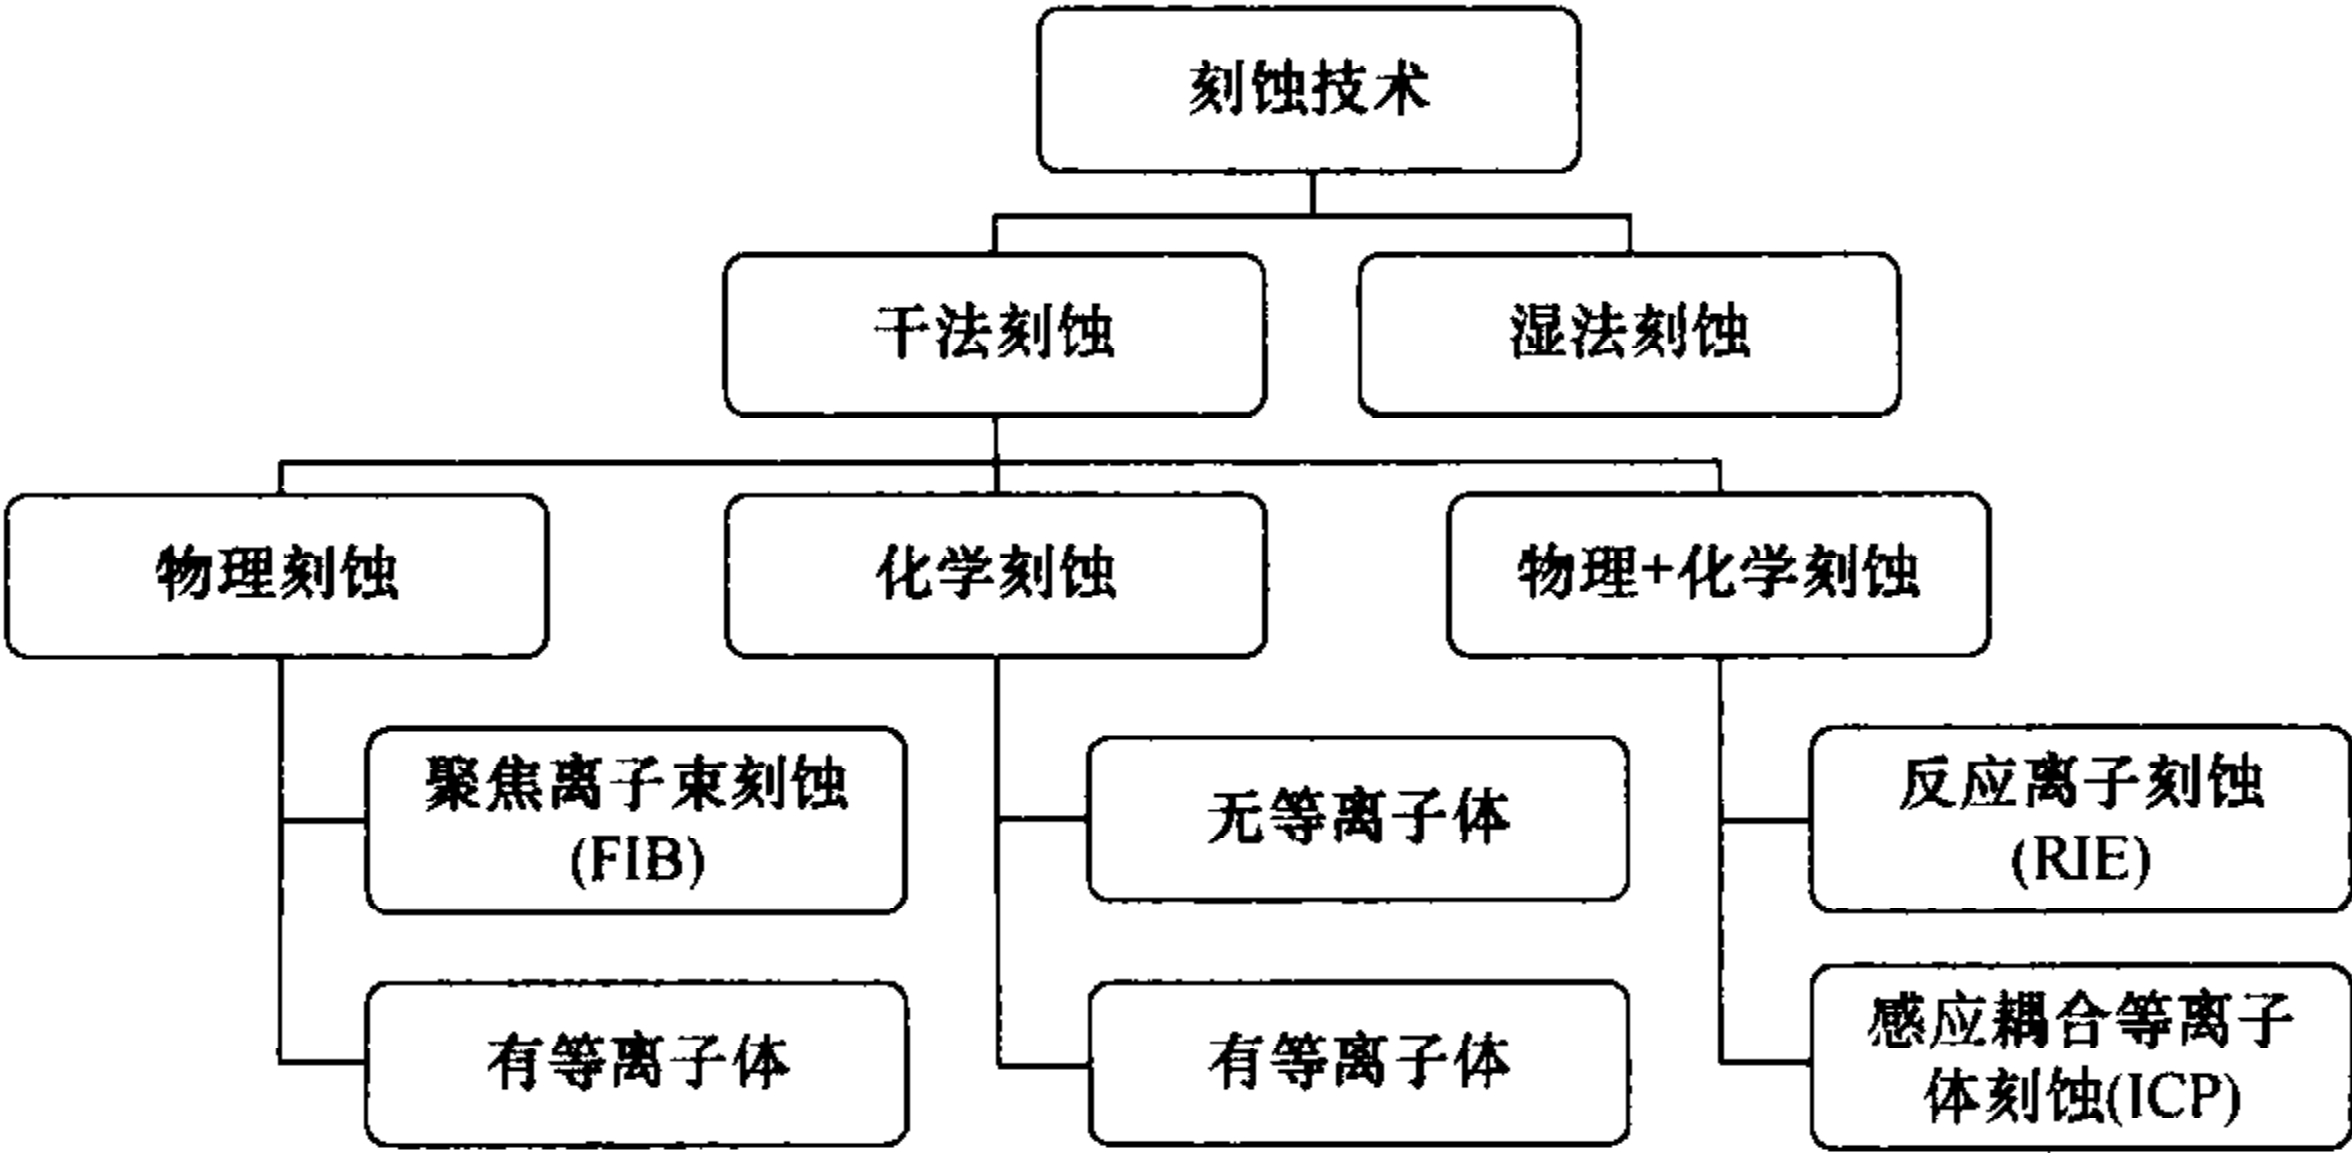 刻蚀技术
干法刻蚀
湿法刻蚀
物理刻蚀
化学刻蚀
物理+化学刻蚀
聚焦离子束刻蚀
(FIB)
无等离子体
反应离子刻蚀
(RIE)
有等离子体
有等离子体
感应耦合等离子
体刻蚀(ICP)